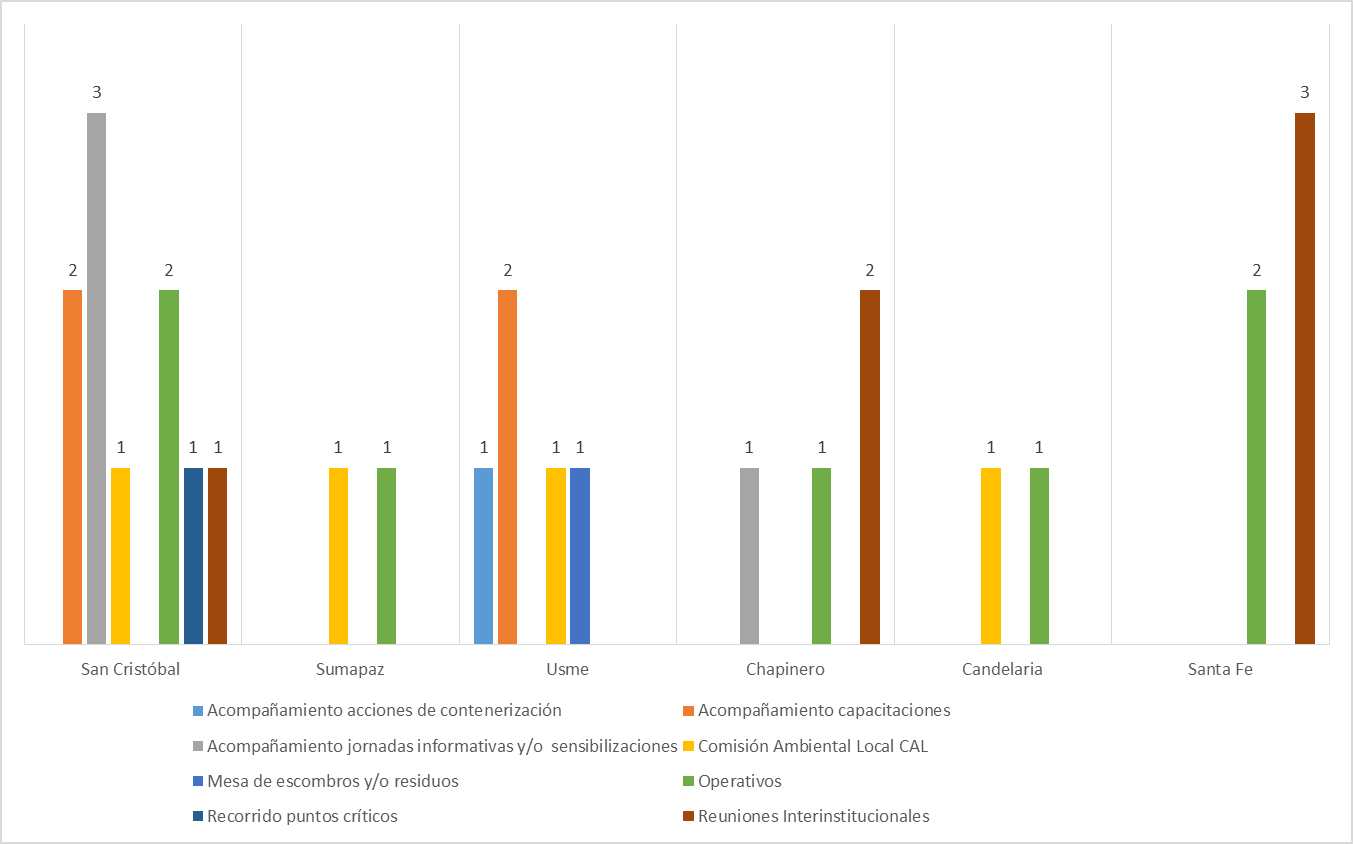 3
3
2
2
2
2
2
1
1
1
1
1
1
1
1
1
1
1
1
San Cristóbal
Sumapaz
Usme
Chapinero
Candelaria
Santa Fe
Acompañamiento acciones de contenerización
Acompañamiento capacitaciones
Acompañamiento jornadas informativas y/o sensibilizaciones
Comisión Ambiental Local CAL
Mesa de escombros y/o residuos
Operativos
Recorrido puntos críticos
Reuniones Interinstitucionales